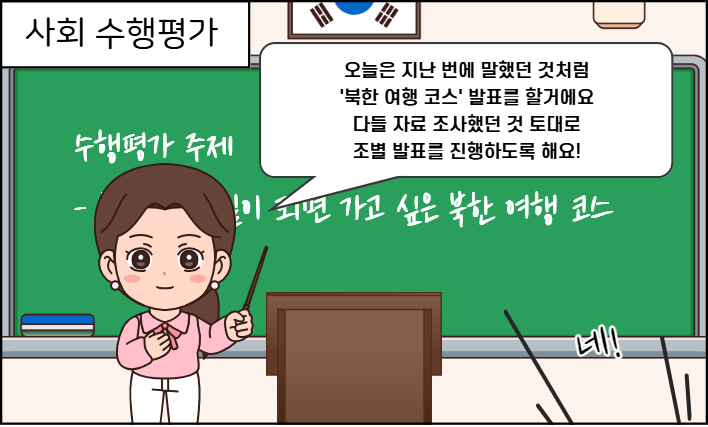 사회 수행평가
오늘은 지난 번에 말했던 것처럼
'북한 여행 코스' 발표를 할거에요
다들 자료 조사했던 것 토대로
조별 발표를 진행하도록 해요!
수행평가 주제
- 되면 가고 싶은 북한 여행 코스
네!